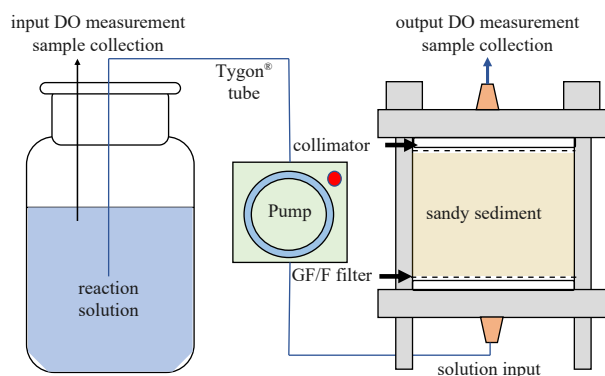 input DO measurement
sample collection
output DO measurement
sample collection
Tygon®
tube
collimator
Pump
sandy sediment
GF/F filter
reaction
solution
solution input